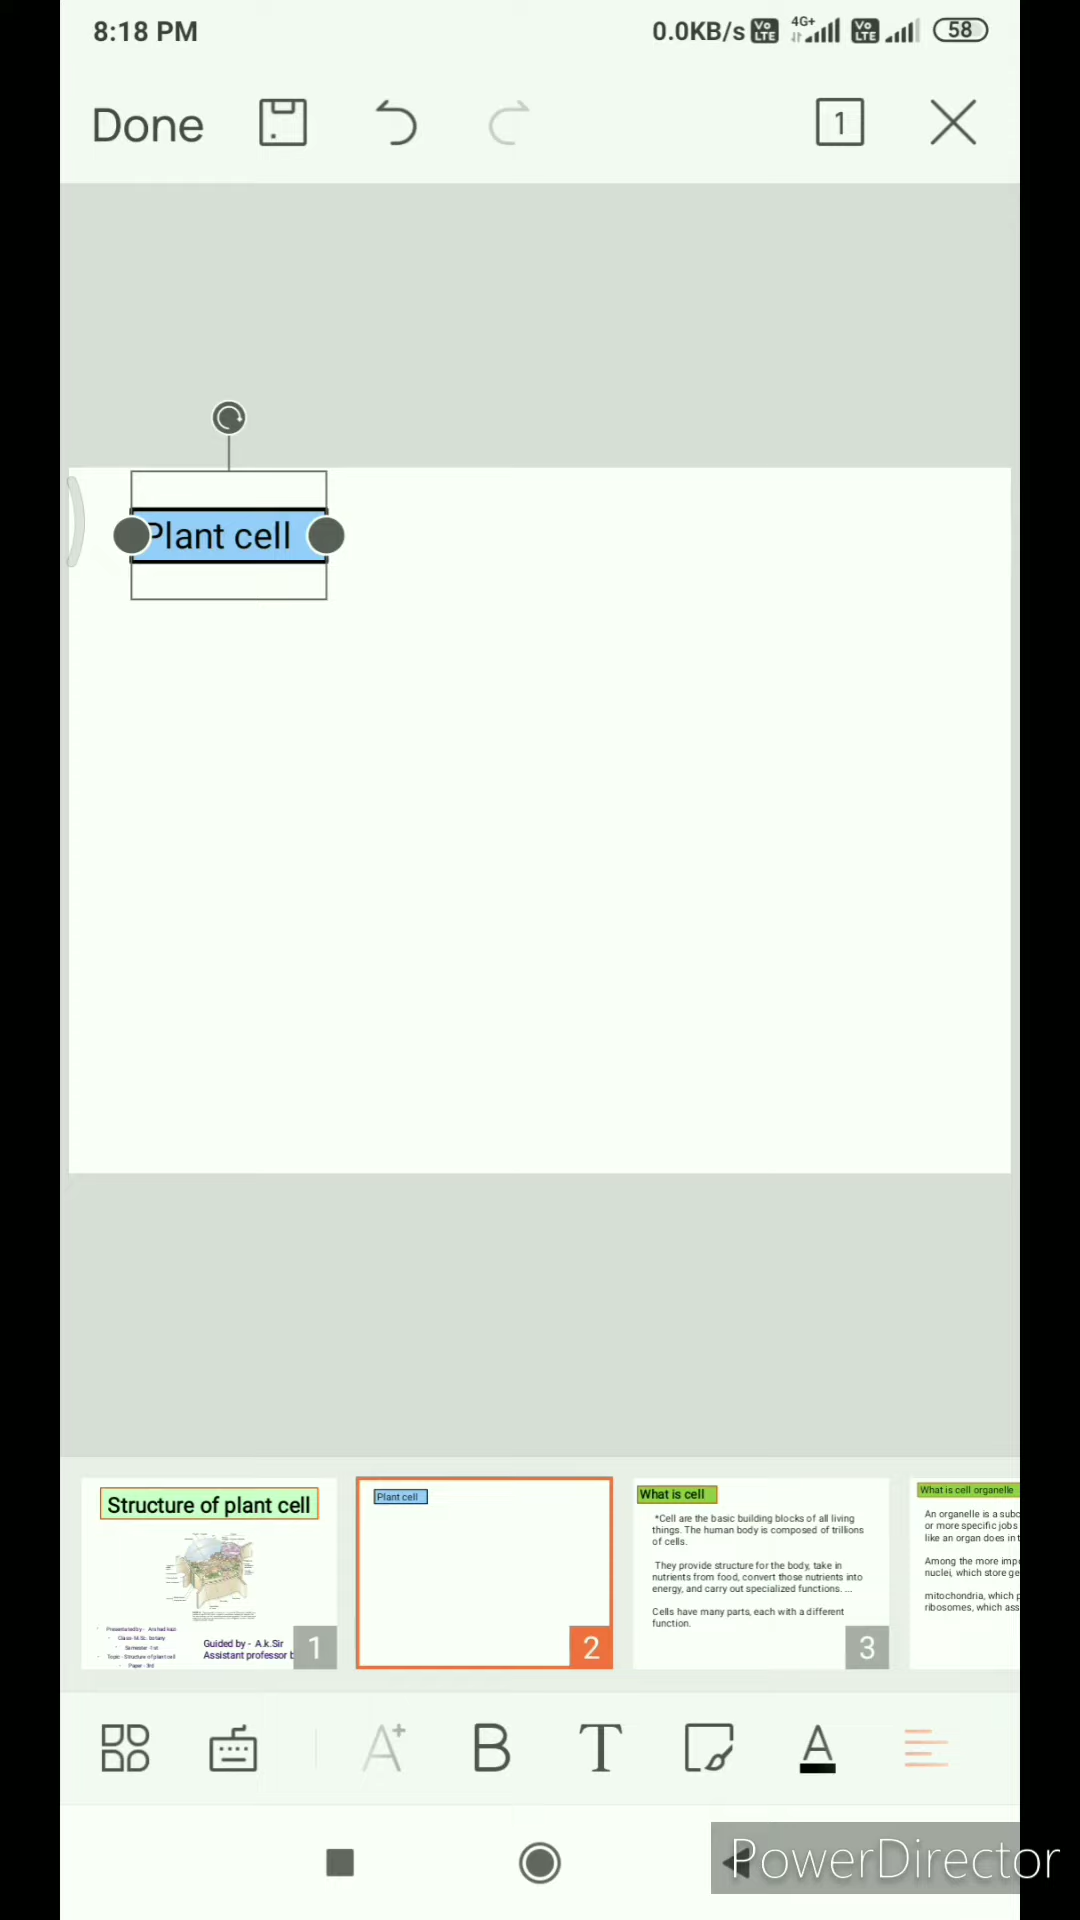 8:18 PM
0.0KB/s Vo LTE 4G+ Vo LTE 58
Done
1
Plant cell
Structure of plant cell
Guided by - A.k.Sir
Assistant professor
1
Plant cell
2
What is cell
*Cell are the basic building blocks of all living
things. The human body is composed of trillions
of cells.
They provide structure for the body, take in
nutrients from food, convert those nutrients into
energy, and carry out specialized functions. ...
Cells have many parts, each with a different
function.
3
What is cell organelle
An organelle is a
or more specific jobs
like an organ does in
Among the more
nuclei, which store
mitochondria, which
ribosomes, which
A+
B
T
A
PowerDirector